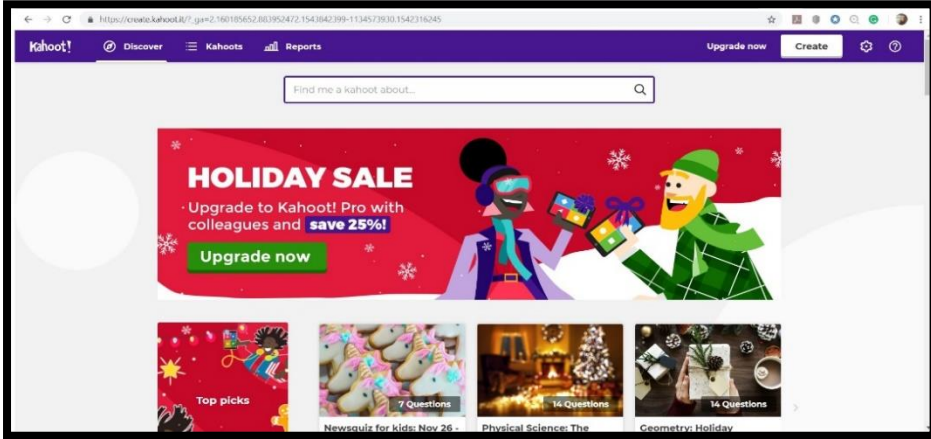 https://create.kahoot.it/?_ga=2.160185652.883952472.1543842399-1134573930.1542316245
Kahoot! Discover Kahoots Reports Upgrade now Create
Find me a kahoot about...
HOLIDAY SALE
Upgrade to Kahoot! Pro with
colleagues and save 25%!
Upgrade now
Top picks
7 Questions
14 Questions
14 Questions
Newsquiz for kids: Nov 26 -
Physical Science: The
Geometry: Holiday